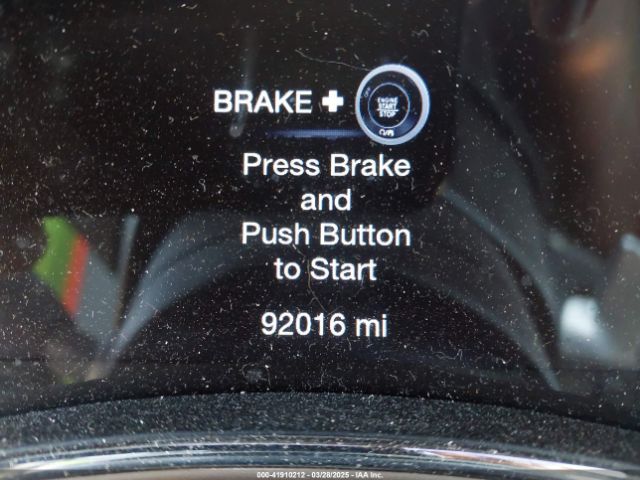 BRAKE +
ENGINE
START
STOP
Press Brake
and
Push Button
to Start
92016 mi
000-41910212 - 03/28/2025 - IAA Inc.